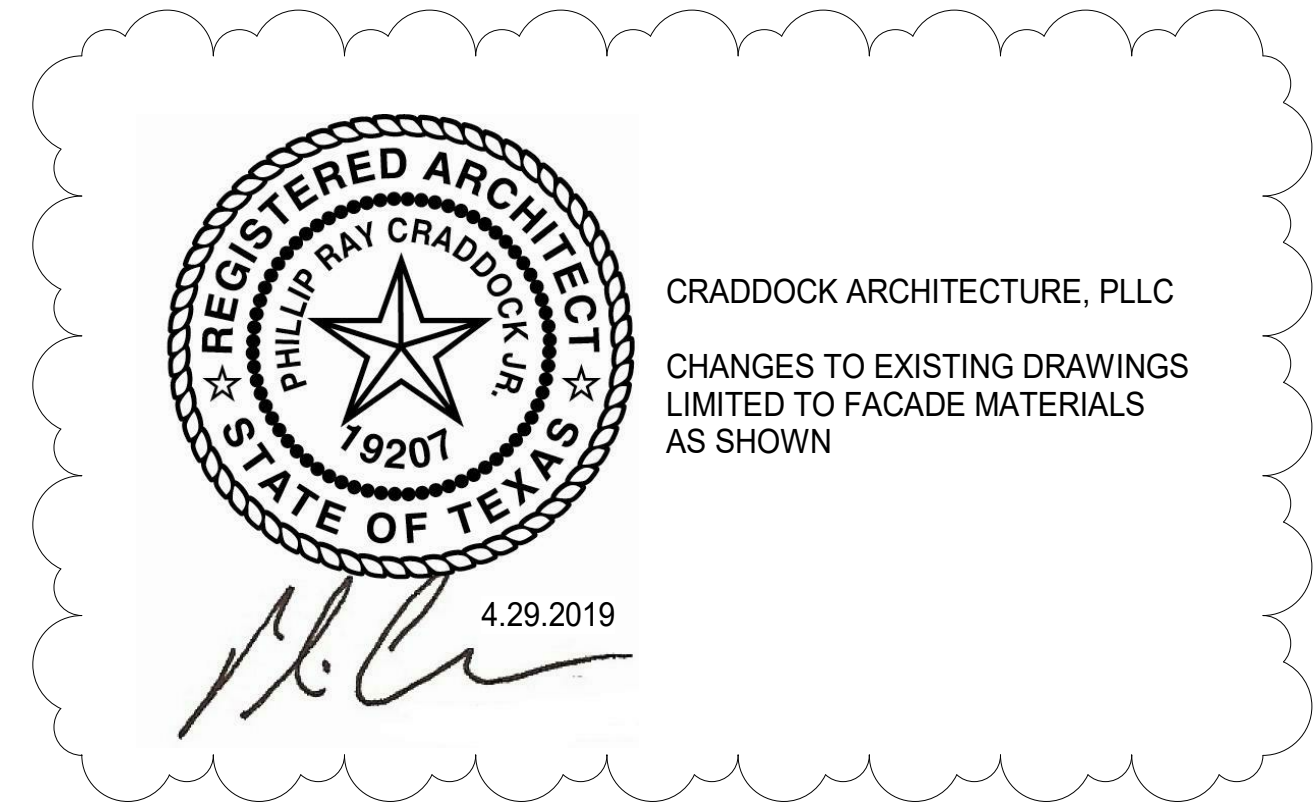 REGISTERED ARCHITECT
PHILLIP RAY CRADDOCK JR.
19207
STATE OF TEXAS
4.29.2019
CRADDOCK ARCHITECTURE, PLLC
CHANGES TO EXISTING DRAWINGS
LIMITED TO FACADE MATERIALS
AS SHOWN